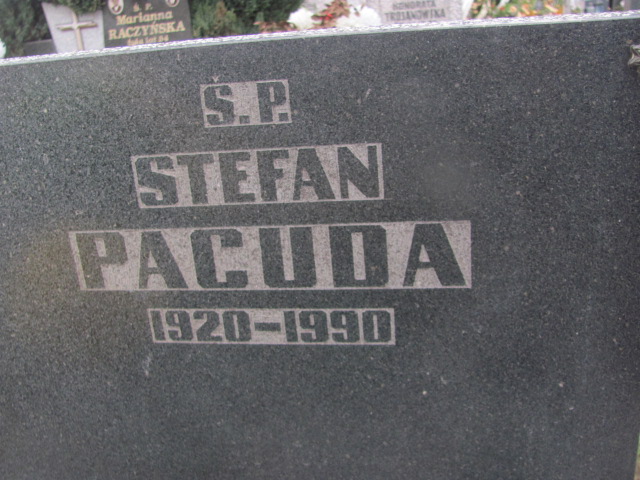 Ś. P.
Marianna
RACZYŃSKA
Ś.P.
STEFAN
PACUDA
1920-1990